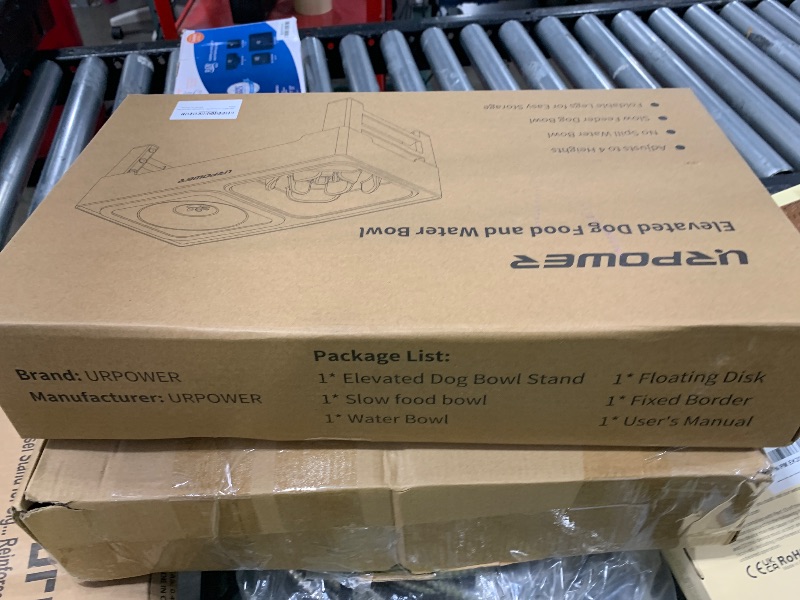 URPOWER
Elevated Dog Food and Water Bowl
Adjusts to 4 Heights
No Spill Water Bowl
Slow Feeder Dog Bowl
Foldable Legs for Easy Storage
URPOWER
Brand: URPOWER
Manufacturer: URPOWER
Package List:
1* Elevated Dog Bowl Stand
1* Slow food bowl
1* Water Bowl
1* Floating Disk
1* Fixed Border
1* User's Manual
CE
RoH